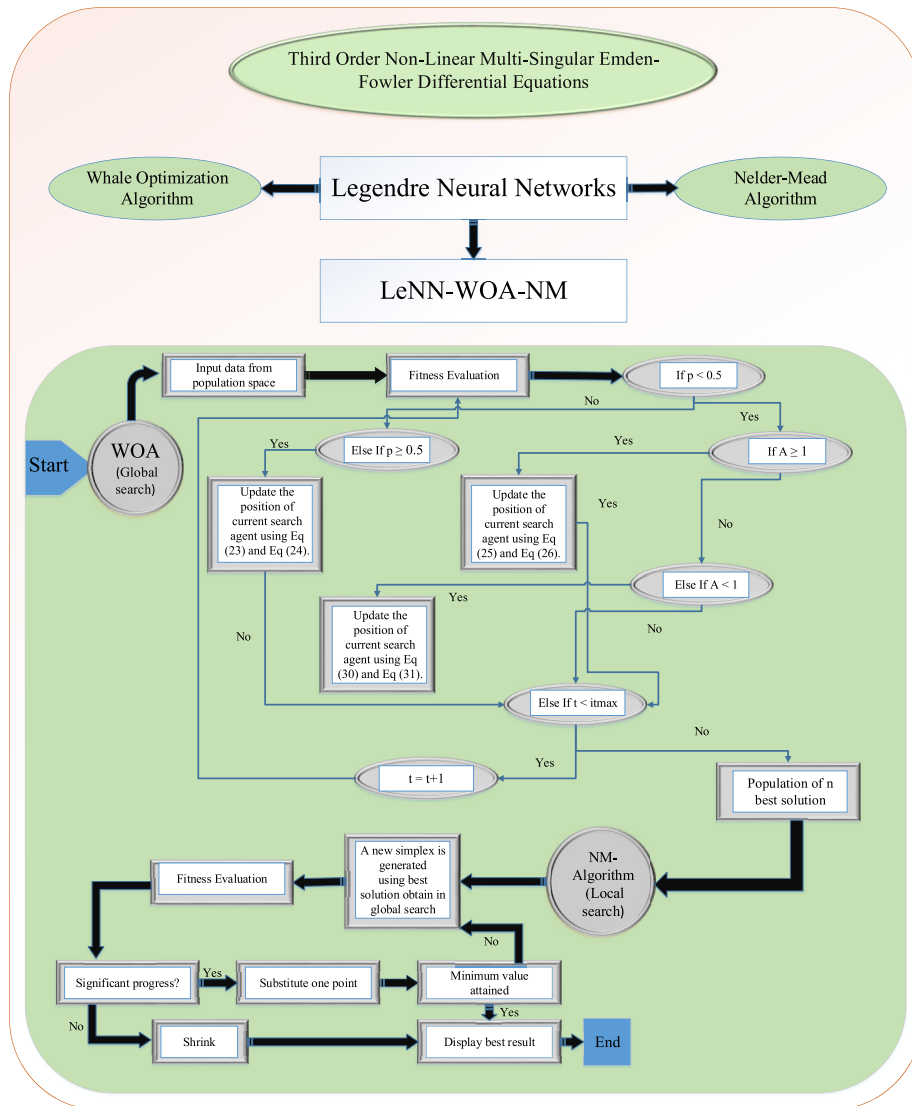 Third Order Non-Linear Multi-Singular Emden-
Fowler Differential Equations
Whale Optimization
Algorithm
Legendre Neural Networks
Nelder-Mead
Algorithm
LeNN-WOA-NM
Input data from
population space
Fitness Evaluation
If p < 0.5
No
Yes
Start
WOA
(Global
search)
Yes
Else If p ≥ 0.5
Yes
If A ≥ 1
Update the
position of
current search
agent using Eq
(23) and Eq (24).
Update the
position of
current search
agent using Eq
(25) and Eq (26).
Yes
No
Else If A < 1
Yes
Update the
position of
current search
agent using Eq
(30) and Eq (31).
No
No
Else If t < itmax
No
Yes
t = t+1
Population of n
best solution
A new simplex is
generated
using best
solution obtain in
global search
Fitness Evaluation
NM-
Algorithm
(Local
search)
No
Significant progress?
Yes
Substitute one point
Minimum value
attained
No
Yes
Shrink
Display best result
End